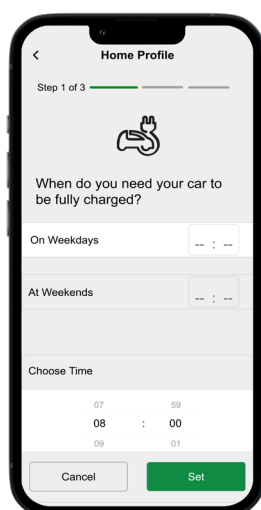 < Home Profile
Step 1 of 3
When do you need your car to
be fully charged?
On Weekdays -- : --
At Weekends -- : --
Choose Time
07 59
08 : 00
09 01
Cancel Set